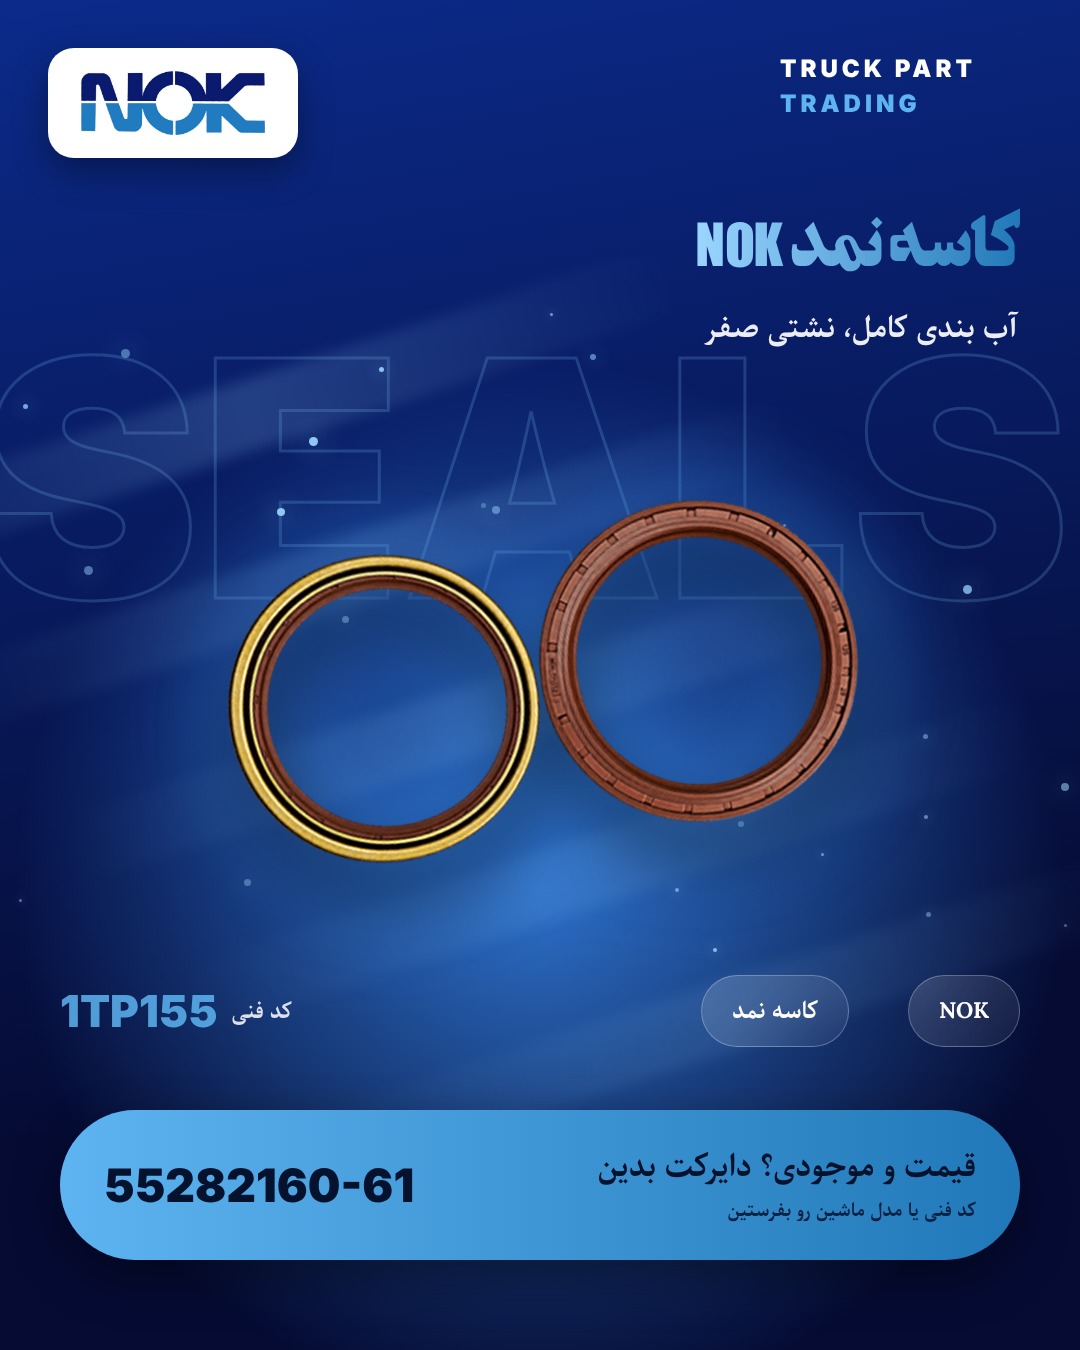 NOK
TRUCK PART
TRADING
کاسه نمد NOK
آب بندی کامل، نشتی صفر
SEALS
1TP155 کد فنی
کاسه نمد
NOK
قیمت و موجودی؟ دایرکت بدین
کد فنی یا مدل ماشین رو بفرستین
55282160-61